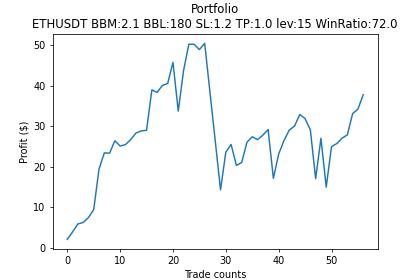 Portfolio
ETHUSDT BBM:2.1 BBL:180 SL:1.2 TP:1.0 lev:15 WinRatio:72.0
50
40
30
20
10
0
Profit ($)
0 10 20 30 40 50
Trade counts